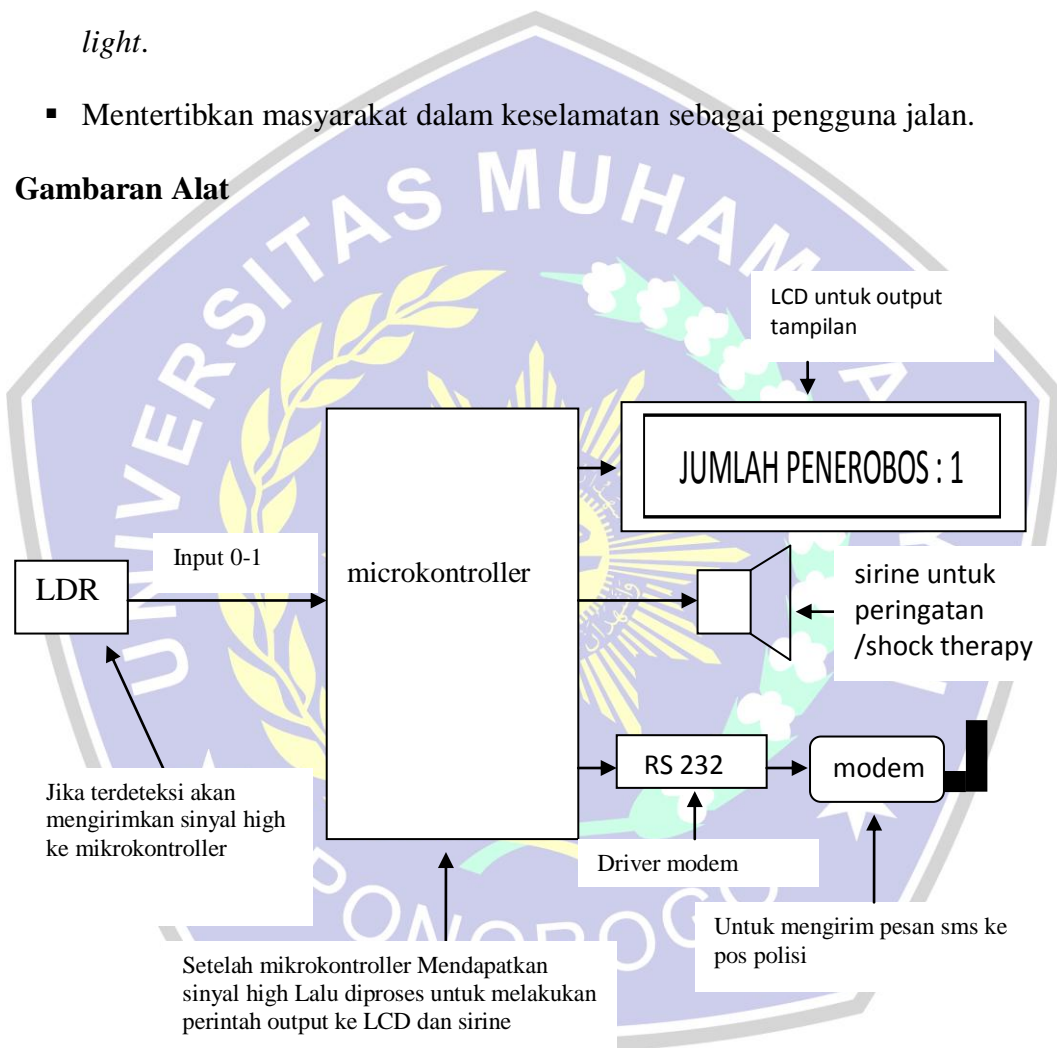 light.
▪ Mentertibkan masyarakat dalam keselamatan sebagai pengguna jalan.
Gambaran Alat
UNIVERSITAS MUHAMMA
LCD untuk output
tampilan
JUMLAH PENEROBOS : 1
LDR
Input 0-1
microkontroller
sirine untuk
peringatan
/shock therapy
RS 232
modem
Jika terdeteksi akan
mengirimkan sinyal high
ke mikrokontroller
Driver modem
Untuk mengirim pesan sms ke
pos polisi
Setelah mikrokontroller Mendapatkan
sinyal high Lalu diproses untuk melakukan
perintah output ke LCD dan sirine
PONOROGO